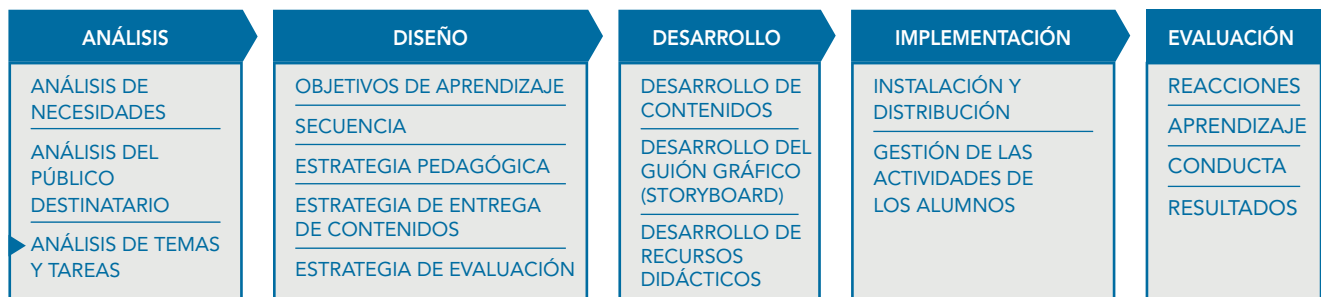 ANÁLISIS
ANÁLISIS DE
NECESIDADES
ANÁLISIS DEL
PÚBLICO
DESTINATARIO
ANÁLISIS DE TEMAS
Y TAREAS
DISEÑO
OBJETIVOS DE APRENDIZAJE
SECUENCIA
ESTRATEGIA PEDAGÓGICA
ESTRATEGIA DE ENTREGA
DE CONTENIDOS
ESTRATEGIA DE EVALUACIÓN
DESARROLLO
DESARROLLO DE
CONTENIDOS
DESARROLLO DEL
GUIÓN GRÁFICO
(STORYBOARD)
DESARROLLO DE
RECURSOS
DIDÁCTICOS
IMPLEMENTACIÓN
INSTALACIÓN Y
DISTRIBUCIÓN
GESTIÓN DE LAS
ACTIVIDADES DE
LOS ALUMNOS
EVALUACIÓN
REACCIONES
APRENDIZAJE
CONDUCTA
RESULTADOS